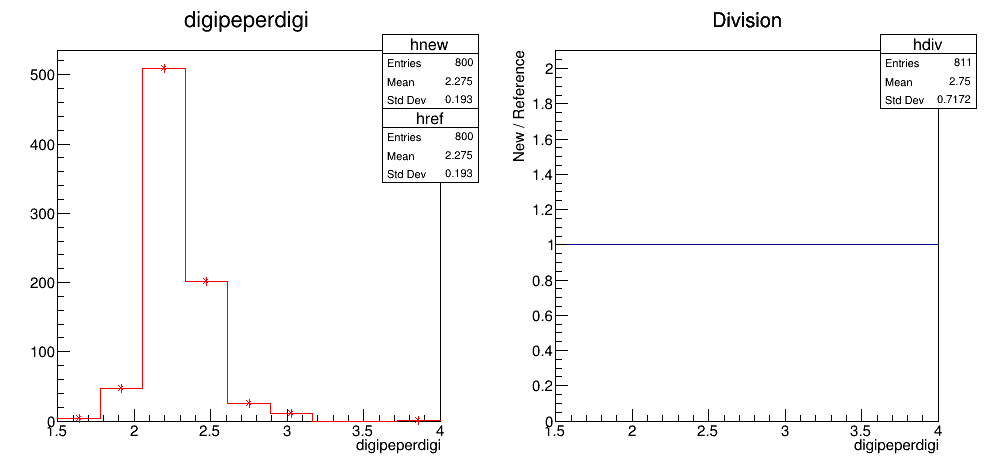 digipeperdigi
hnew
Entries 800
Mean 2.275
Std Dev 0.193
href
Entries 800
Mean 2.275
Std Dev 0.193
500
400
300
200
100
0
1.5 2 2.5 3 3.5 4
digipeperdigi
Division
hdiv
Entries 811
Mean 2.75
Std Dev 0.7172
New / Reference
2
1.8
1.6
1.4
1.2
1
0.8
0.6
0.4
0.2
0
1.5 2 2.5 3 3.5 4
digipeperdigi